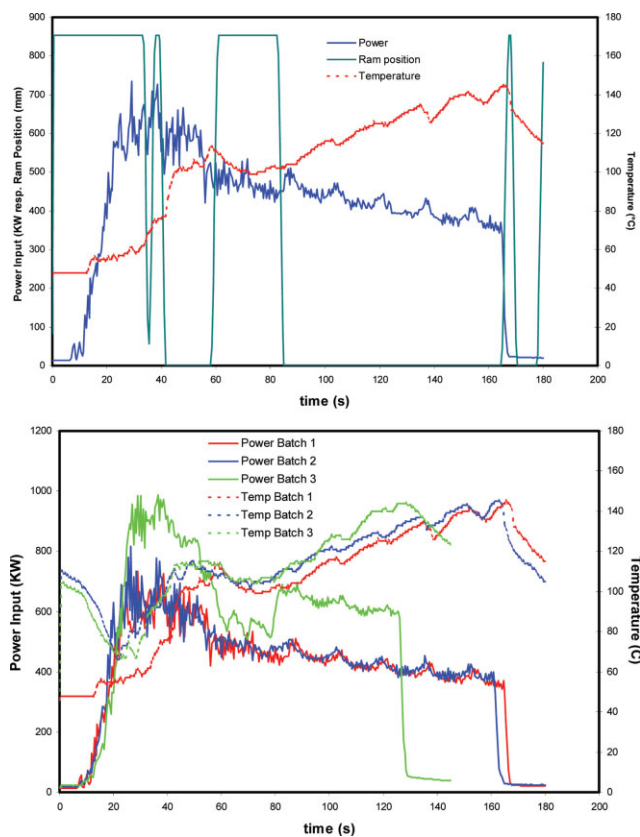 900
800
700
600
500
400
300
200
100
0
Power Input (KW resp. Ram Position (mm)
Power
Ram position
Temperature
180
160
140
120
100
80
60
40
20
0
Temperature (°C)
0 20 40 60 80 100 120 140 160 180 200
time (s)
1200
1000
800
600
400
200
0
Power Input (KW)
Power Batch 1
Power Batch 2
Power Batch 3
Temp Batch 1
Temp Batch 2
Temp Batch 3
180
160
140
120
100
80
60
40
20
0
Temperature (C)
0 20 40 60 80 100 120 140 160 180 200
time (s)